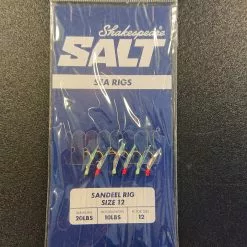 Shakespeare
SALT
SEA RIGS
SANDEEL RIG
SIZE 12
20LBS
10LBS
12